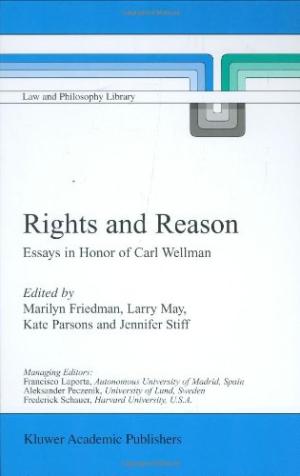 Law and Philosophy Library
Rights and Reason
Essays in Honor of Carl Wellman
Edited by
Marilyn Friedman, Larry May,
Kate Parsons and Jennifer Stiff
Managing Editors:
Francisco Laporta, Autonomous University of Madrid, Spain
Aleksander Peczenik, University of Lund, Sweden
Frederick Schauer, Harvard University, U.S.A.
Kluwer Academic Publishers